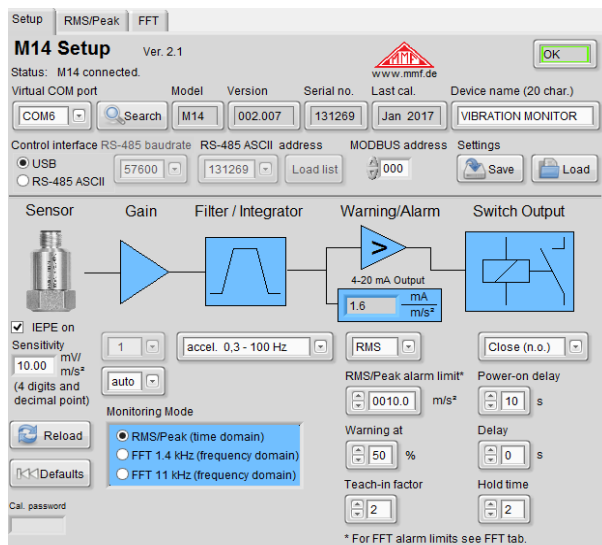 Setup RMS/Peak FFT
M14 Setup Ver. 2.1
MMF
OK
Status: M14 connected.
www.mmf.de
Virtual COM port Model Version Serial no. Last cal. Device name (20 char.)
COM6 Search M14 002.007 131269 Jan 2017 VIBRATION MONITOR
Control interface RS-485 baudrate RS-485 ASCII address MODBUS address Settings
USB
57600 131269 Load list 000 Save Load
RS-485 ASCII
Sensor Gain Filter / Integrator Warning/Alarm Switch Output
>
4-20 mA Output
1.6 mA
m/s²
IEPE on
Sensitivity
1 accel. 0,3 - 100 Hz RMS Close (n.o.)
10.00 mV/
m/s²
(4 digits and
decimal point)
auto
RMS/Peak alarm limit* Power-on delay
0010.0 m/s² 10 s
Monitoring Mode
Reload
RMS/Peak (time domain)
FFT 1.4 kHz (frequency domain)
FFT 11 kHz (frequency domain)
Warning at Delay
50 % 0 s
Defaults
Teach-in factor Hold time
2 2
Cal. password
* For FFT alarm limits see FFT tab.